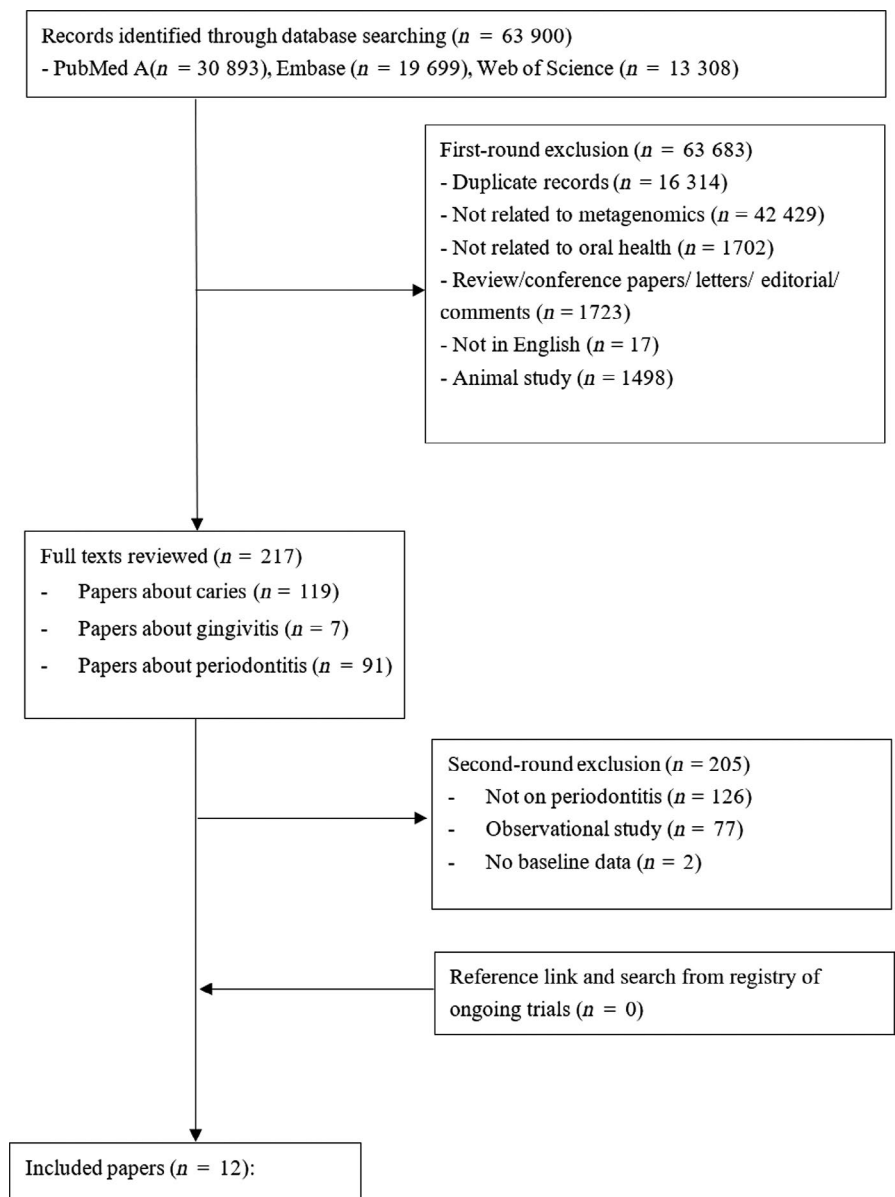 Records identified through database searching (n = 63 900)
- PubMed A(n = 30 893), Embase (n = 19 699), Web of Science (n = 13 308)
First-round exclusion (n = 63 683)
- Duplicate records (n = 16 314)
- Not related to metagenomics (n = 42 429)
- Not related to oral health (n = 1702)
- Review/conference papers/ letters/ editorial/
comments (n = 1723)
- Not in English (n = 17)
- Animal study (n = 1498)
Full texts reviewed (n = 217)
- Papers about caries (n = 119)
- Papers about gingivitis (n = 7)
- Papers about periodontitis (n = 91)
Second-round exclusion (n = 205)
- Not on periodontitis (n = 126)
- Observational study (n = 77)
- No baseline data (n = 2)
Reference link and search from registry of
ongoing trials (n = 0)
Included papers (n = 12):